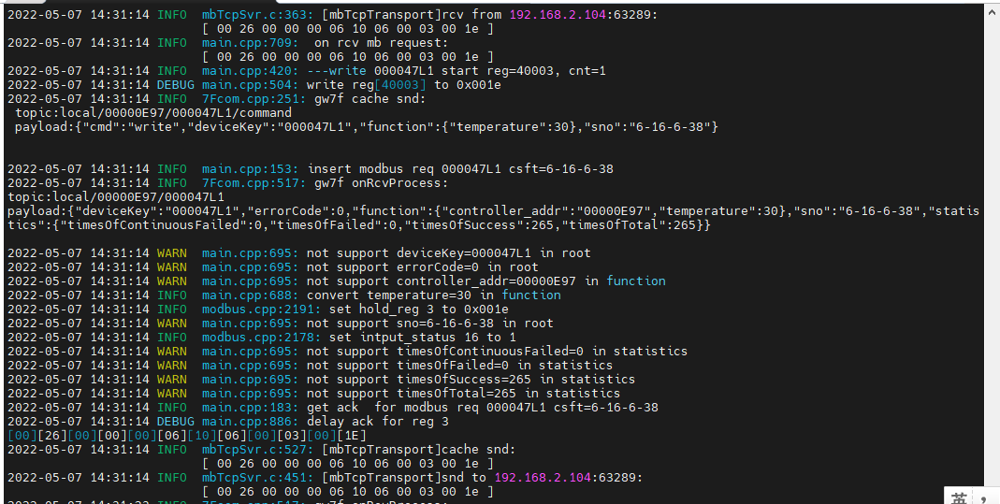 2022-05-07 14:31:14 INFO  mbTcpSvr.c:363: [mbTcpTransport]rcv from 192.168.2.104:63289:
[ 00 26 00 00 00 06 10 06 00 03 00 1e ]
2022-05-07 14:31:14 INFO  main.cpp:709:  on rcv mb request:
[ 00 26 00 00 00 06 10 06 00 03 00 1e ]
2022-05-07 14:31:14 INFO  main.cpp:420: ---write 000047L1 start reg=40003, cnt=1
2022-05-07 14:31:14 DEBUG main.cpp:504: write reg[40003] to 0x001e
2022-05-07 14:31:14 INFO  7Fcom.cpp:251: gw7f cache snd:
topic:local/00000E97/000047L1/command
payload:{"cmd":"write","deviceKey":"000047L1","function":{"temperature":30},"sno":"6-16-6-38"}
2022-05-07 14:31:14 INFO  main.cpp:153: insert modbus req 000047L1 csft=6-16-6-38
2022-05-07 14:31:14 INFO  7Fcom.cpp:517: gw7f onRcvProcess:
topic:local/00000E97/000047L1
payload:{"deviceKey":"000047L1","errorCode":0,"function":{"controller_addr":"00000E97","temperature":30},"sno":"6-16-6-38","statis
tics":{"timesOfContinuousFailed":0,"timesOfFailed":0,"timesOfSuccess":265,"timesOfTotal":265}}
2022-05-07 14:31:14 WARN  main.cpp:695: not support deviceKey=000047L1 in root
2022-05-07 14:31:14 WARN  main.cpp:695: not support errorCode=0 in root
2022-05-07 14:31:14 WARN  main.cpp:695: not support controller_addr=00000E97 in function
2022-05-07 14:31:14 INFO  main.cpp:688: convert temperature=30 in function
2022-05-07 14:31:14 INFO  modbus.cpp:2191: set hold_reg 3 to 0x001e
2022-05-07 14:31:14 WARN  main.cpp:695: not support sno=6-16-6-38 in root
2022-05-07 14:31:14 INFO  modbus.cpp:2178: set intput_status 16 to 1
2022-05-07 14:31:14 WARN  main.cpp:695: not support timesOfContinuousFailed=0 in statistics
2022-05-07 14:31:14 WARN  main.cpp:695: not support timesOfFailed=0 in statistics
2022-05-07 14:31:14 WARN  main.cpp:695: not support timesOfSuccess=265 in statistics
2022-05-07 14:31:14 WARN  main.cpp:695: not support timesOfTotal=265 in statistics
2022-05-07 14:31:14 INFO  main.cpp:183: get ack  for modbus req 000047L1 csft=6-16-6-38
2022-05-07 14:31:14 DEBUG main.cpp:886: delay ack for reg 3
[00][26][00][00][00][06][10][06][00][03][00][1E]
2022-05-07 14:31:14 INFO  mbTcpSvr.c:527: [mbTcpTransport]cache snd:
[ 00 26 00 00 00 06 10 06 00 03 00 1e ]
2022-05-07 14:31:14 INFO  mbTcpSvr.c:451: [mbTcpTransport]snd to 192.168.2.104:63289:
[ 00 26 00 00 00 06 10 06 00 03 00 1e ]
英 ,